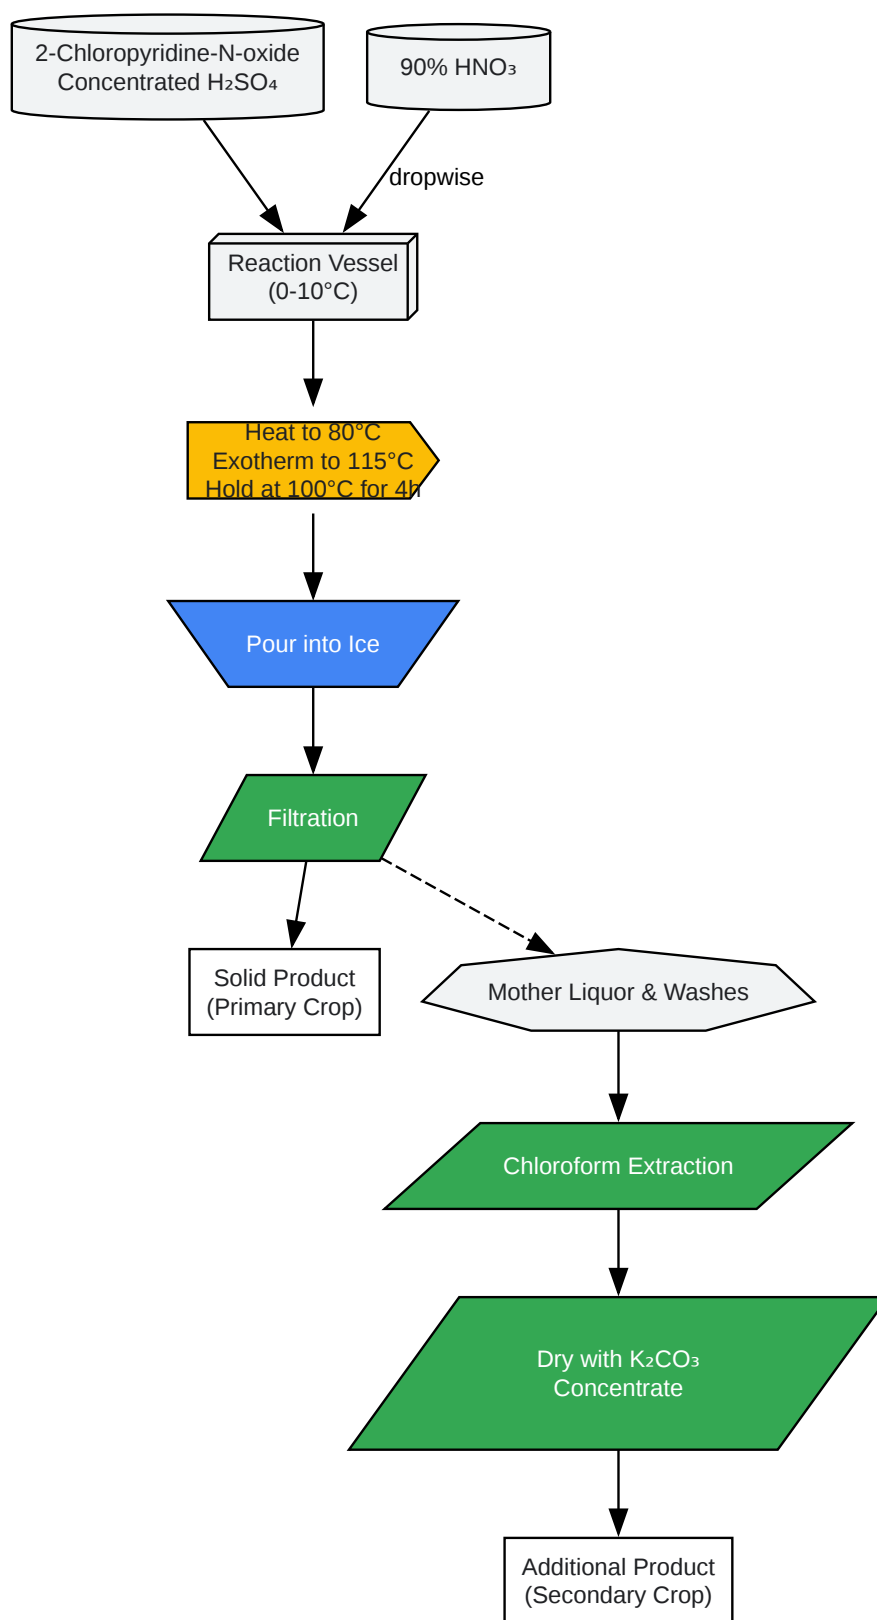 2-Chloropyridine-N-oxide
Concentrated H₂SO₄
90% HNO₃
dropwise
Reaction Vessel
(0-10°C)
Heat to 80°C
Exotherm to 115°C
Hold at 100°C for 4h
Pour into Ice
Filtration
Solid Product
(Primary Crop)
Mother Liquor & Washes
Chloroform Extraction
Dry with K₂CO₃
Concentrate
Additional Product
(Secondary Crop)